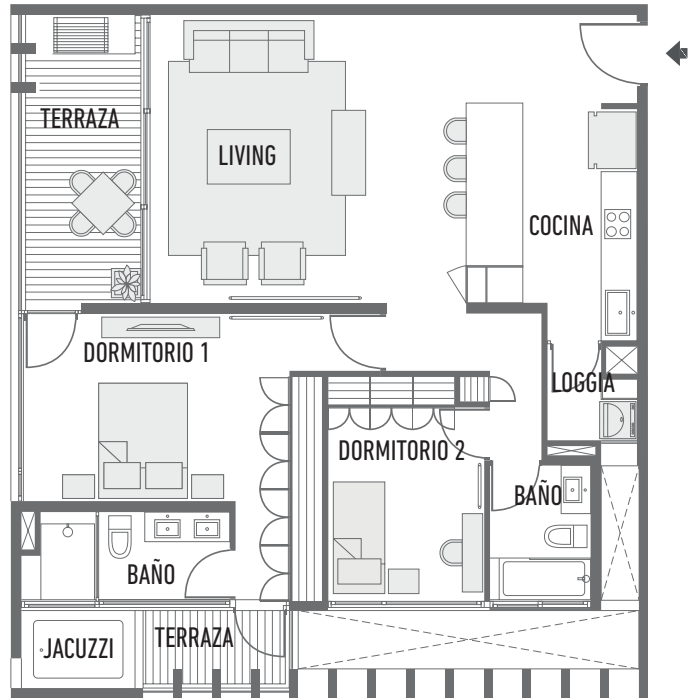 TERRAZA
LIVING
COCINA
DORMITORIO 1
LOGGIA
DORMITORIO 2
BAÑO
BAÑO
JACUZZI
TERRAZA